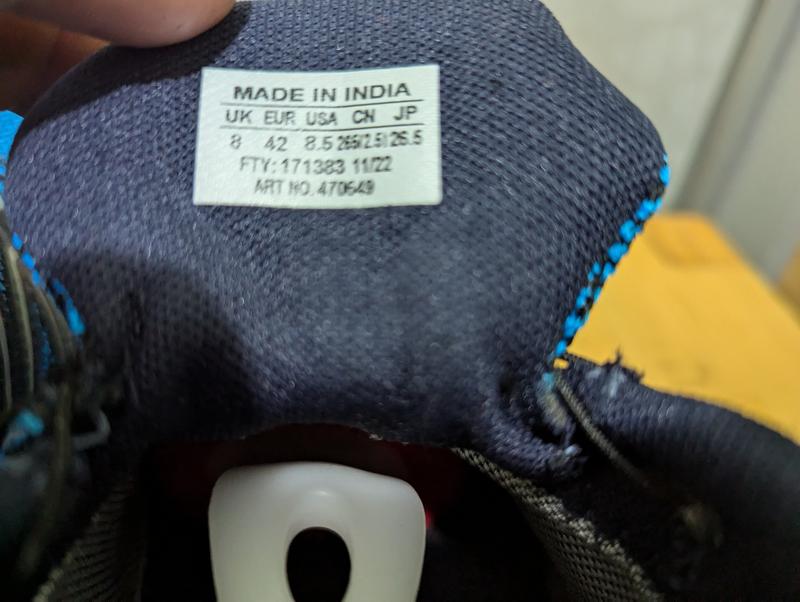 MADE IN INDIA
UK EUR USA CN JP
8 42 8.5 265(2.5) 26.5
FTY: 171383 11/22
ART NO. 470649